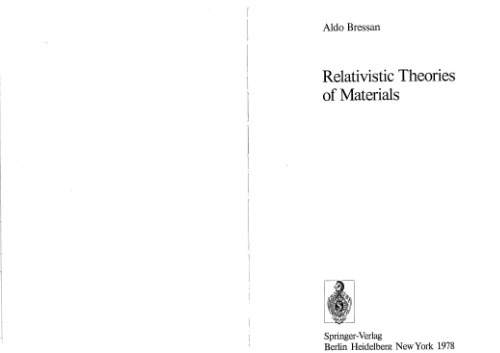 Aldo Bressan
Relativistic Theories
of Materials
Springer-Verlag
Berlin Heidelberg New York 1978